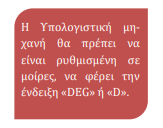 Η Υπολογιστική μη-
χανή θα πρέπει να
είναι ρυθμισμένη σε
μοίρες, να φέρει την
ένδειξη «DEG» ή «D».